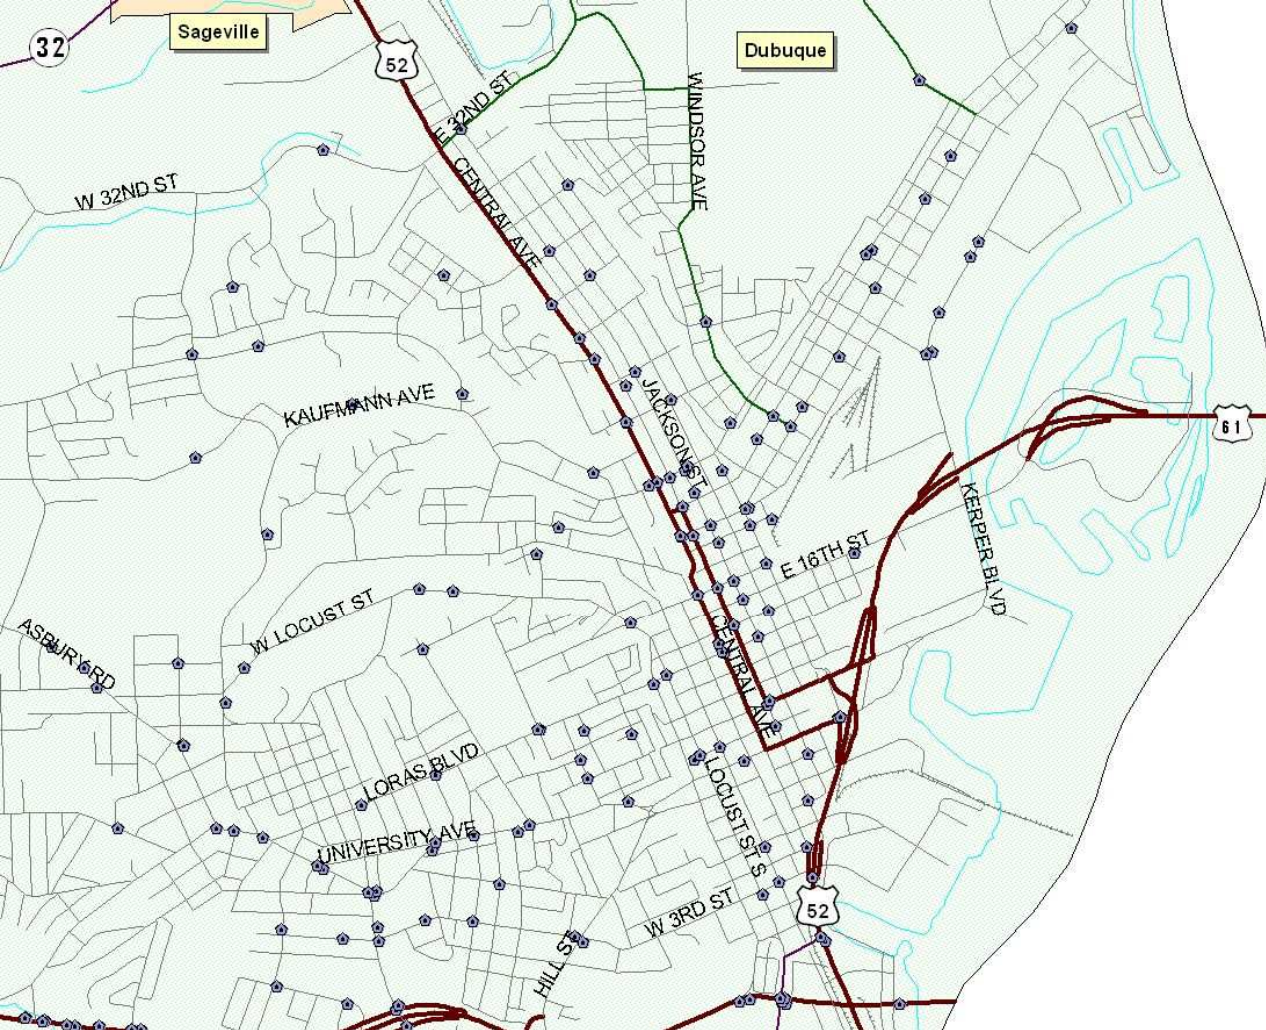 Sageville
32
52
Dubuque
E 32ND ST
WINDSOR AVE
W 32ND ST
CENTRAL AVE
KAUFMANN AVE
JACKSON ST
61
KERPER BLVD
E 16TH ST
W LOCUST ST
ASBURY RD
CENTRAL AVE
LORAS BLVD
LOCUST ST S
UNIVERSITY AVE
52
W 3RD ST
HILL ST